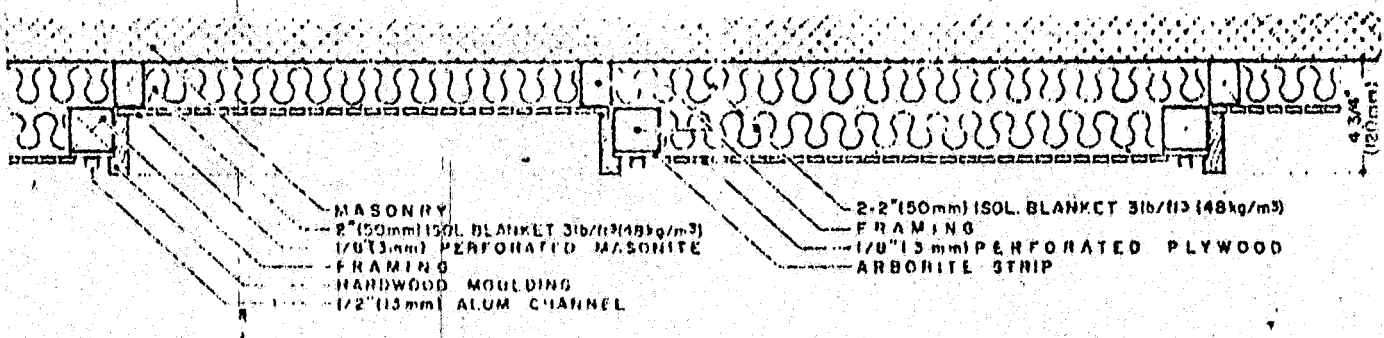 4 3/4"
(120mm)
MASONRY
2"(50mm) ISOL. BLANKET 3lb/ft3(48kg/m3)
1/8"(3mm) PERFORATED MASONITE
FRAMING
HARDWOOD MOULDING
1/2"(13mm) ALUM CHANNEL
2-2"(50mm) ISOL. BLANKET 3lb/ft3 (48kg/m3)
FRAMING
1/8"(3mm) PERFORATED PLYWOOD
ARBORITE STRIP